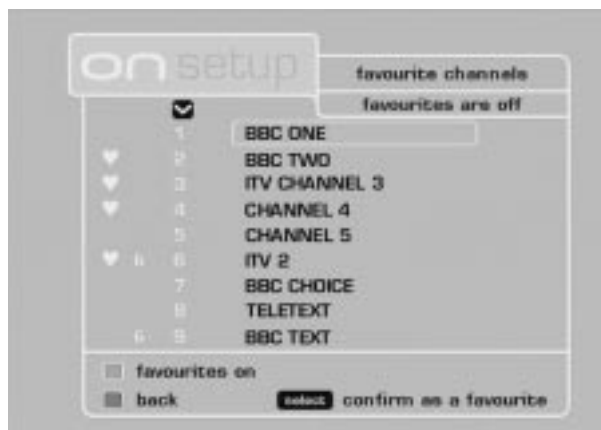 on setup
favourite channels
favourites are off
1 BBC ONE
2 BBC TWO
3 ITV CHANNEL 3
4 CHANNEL 4
5 CHANNEL 5
6 6 ITV 2
7 BBC CHOICE
8 TELETEXT
6 9 BBC TEXT
favourites on
back select confirm as a favourite